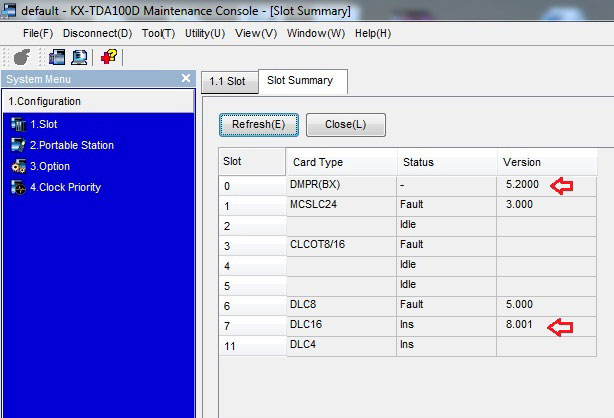 default - KX-TDA100D Maintenance Console - [Slot Summary]
File(F) Disconnect(D) Tool(T) Utility(U) View(V) Window(W) Help(H)
System Menu
1.1 Slot Slot Summary
1.Configuration
1.Slot
2.Portable Station
3.Option
4.Clock Priority
Refresh(E) Close(L)
Slot Card Type Status Version
0 DMPR(BX) - 5.2000
1 MCSLC24 Fault 3.000
2 Idle
3 CLCOT8/16 Fault
4 Idle
5 Idle
6 DLC8 Fault 5.000
7 DLC16 Ins 8.001
11 DLC4 Ins